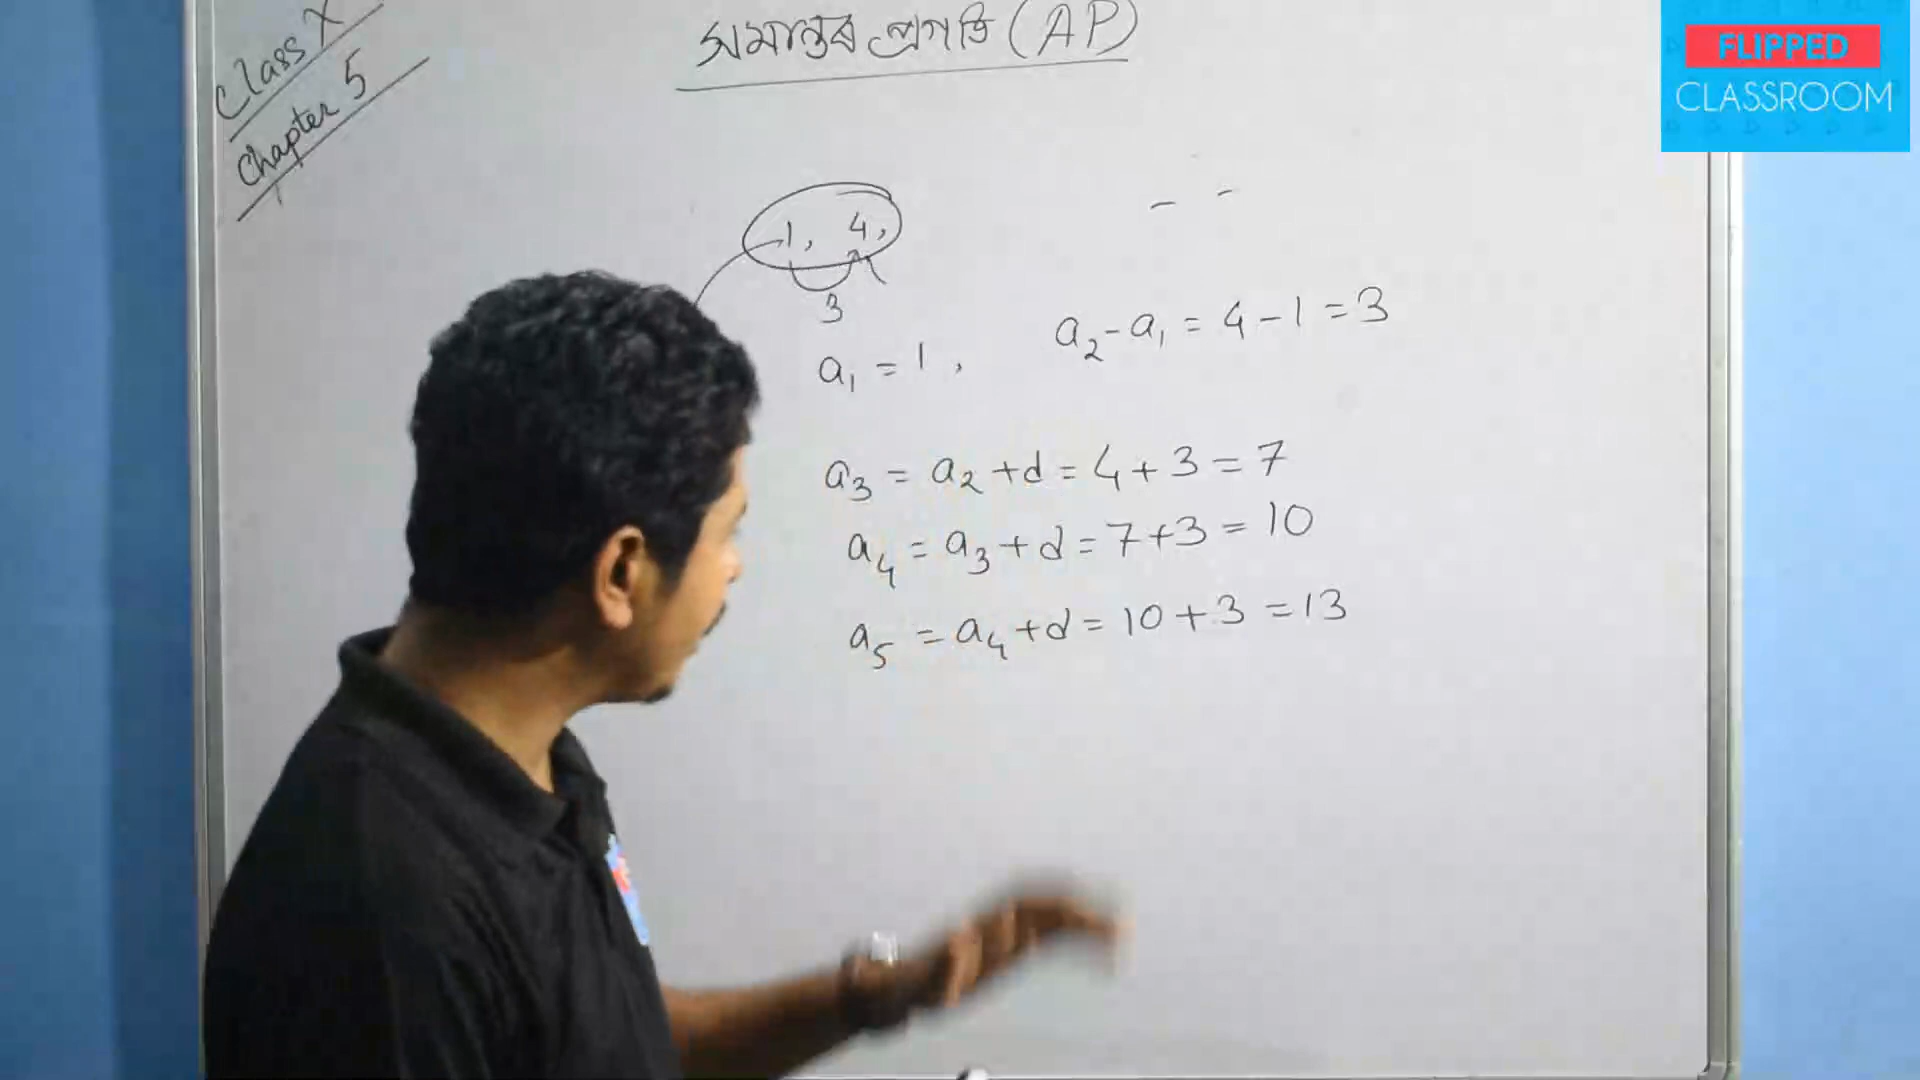 Class X
Chapter 5
সমান্তৰ প্ৰগতি (AP)
FLIPPED
CLASSROOM
1, 4, - -
3
a₂ - a₁ = 4 - 1 = 3
a₁ = 1 ,
a₃ = a₂ + d = 4 + 3 = 7
a₄ = a₃ + d = 7 + 3 = 10
a₅ = a₄ + d = 10 + 3 = 13